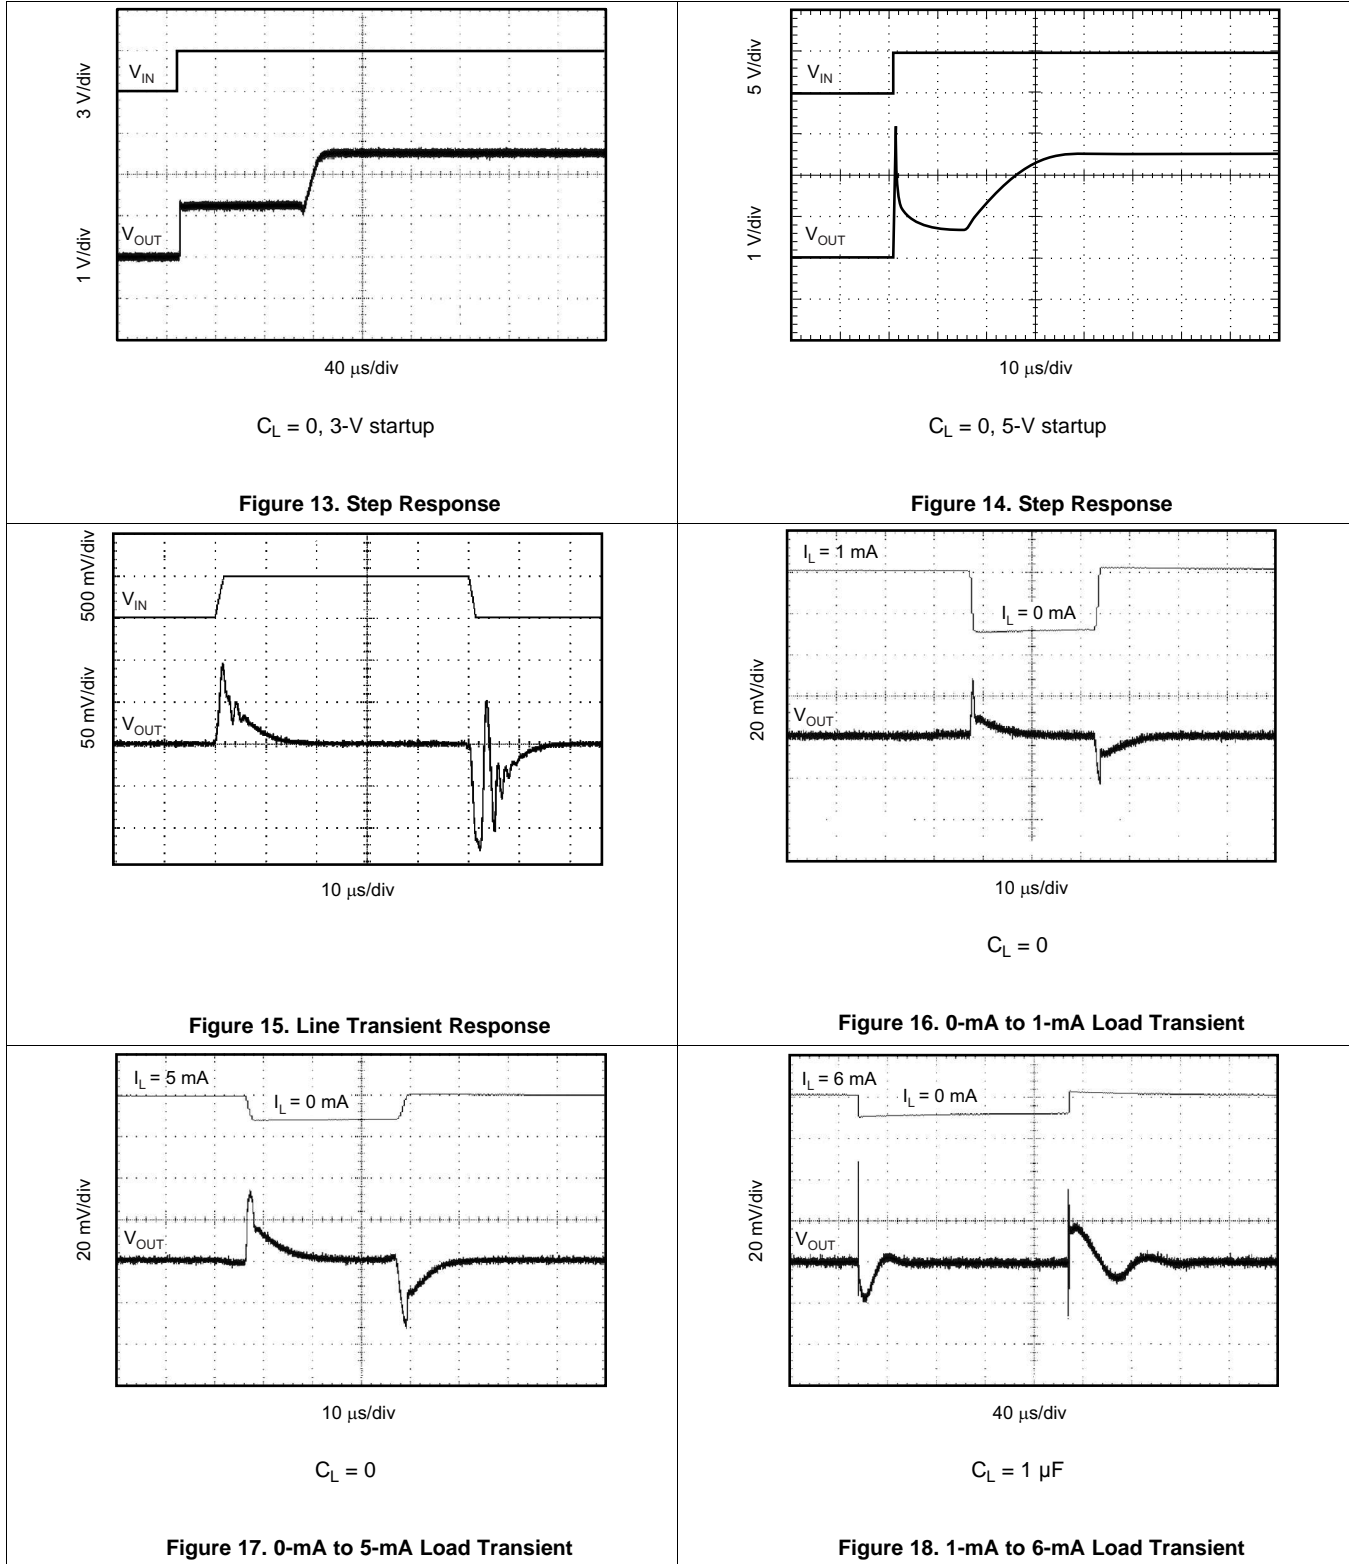 3 V/div
V_IN
1 V/div
V_OUT
40 μs/div
C_L = 0, 3-V startup
Figure 13. Step Response
5 V/div
V_IN
1 V/div
V_OUT
10 μs/div
C_L = 0, 5-V startup
Figure 14. Step Response
500 mV/div
V_IN
50 mV/div
V_OUT
10 μs/div
Figure 15. Line Transient Response
I_L = 1 mA
I_L = 0 mA
20 mV/div
V_OUT
10 μs/div
C_L = 0
Figure 16. 0-mA to 1-mA Load Transient
I_L = 5 mA
I_L = 0 mA
20 mV/div
V_OUT
10 μs/div
C_L = 0
Figure 17. 0-mA to 5-mA Load Transient
I_L = 6 mA
I_L = 0 mA
20 mV/div
V_OUT
40 μs/div
C_L = 1 µF
Figure 18. 1-mA to 6-mA Load Transient